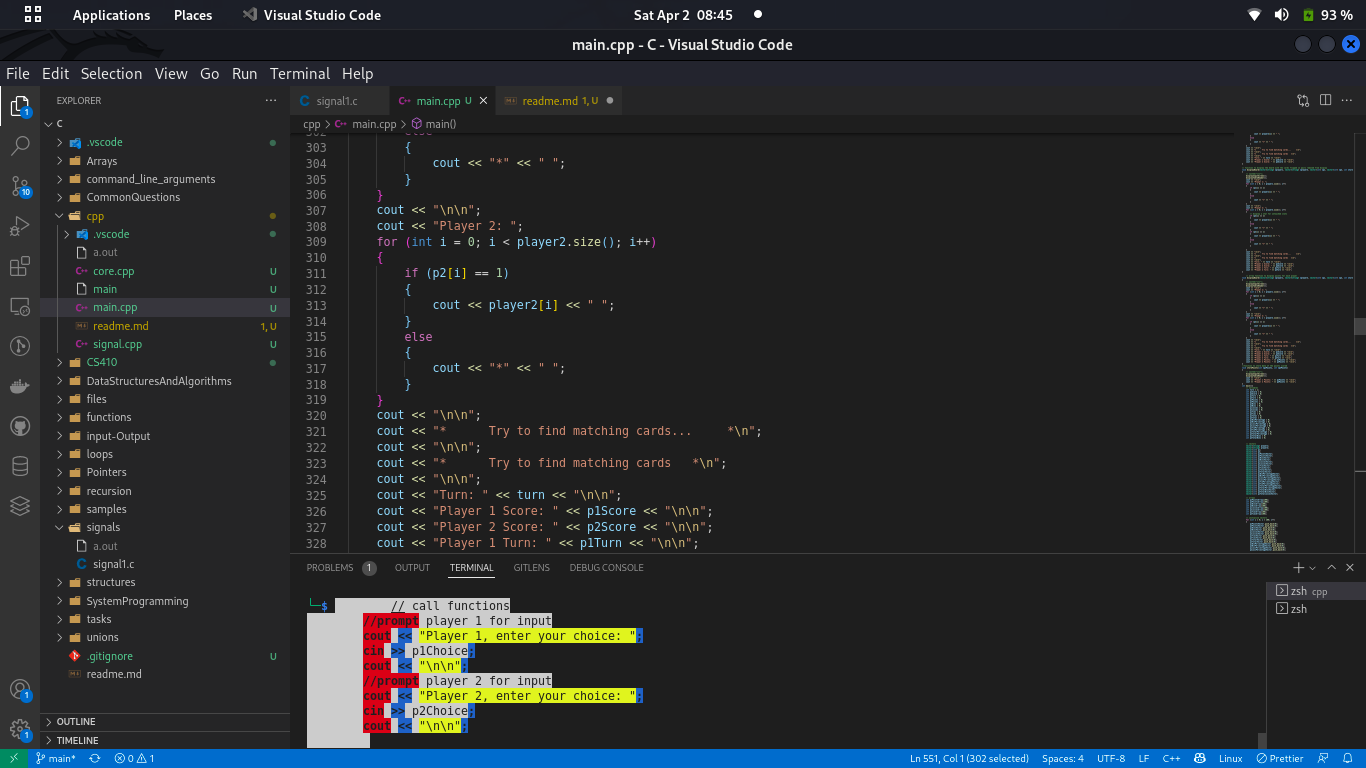 Applications Places Visual Studio Code Sat Apr 2 08:45 93 %
main.cpp - C - Visual Studio Code
File Edit Selection View Go Run Terminal Help
EXPLORER ···
C
.vscode
Arrays
command_line_arguments
CommonQuestions
cpp
.vscode
a.out
core.cpp U
main U
main.cpp U
readme.md 1, U
signal.cpp U
CS410
DataStructuresAndAlgorithms
files
functions
input-Output
loops
Pointers
recursion
samples
signals
a.out
signal1.c
structures
SystemProgramming
tasks
unions
.gitignore U
readme.md
OUTLINE
TIMELINE
1
10
1
1
signal1.c main.cpp U readme.md 1, U
cpp > main.cpp > main()
302 else
303 {
304 cout << "*" << " ";
305 }
306 }
307 cout << "\n\n";
308 cout << "Player 2: ";
309 for (int i = 0; i < player2.size(); i++)
310 {
311 if (p2[i] == 1)
312 {
313 cout << player2[i] << " ";
314 }
315 else
316 {
317 cout << "*" << " ";
318 }
319 }
320 cout << "\n\n";
321 cout << "*      Try to find matching cards...     *\n";
322 cout << "\n\n";
323 cout << "*      Try to find matching cards   *\n";
324 cout << "\n\n";
325 cout << "Turn: " << turn << "\n\n";
326 cout << "Player 1 Score: " << p1Score << "\n\n";
327 cout << "Player 2 Score: " << p2Score << "\n\n";
328 cout << "Player 1 Turn: " << p1Turn << "\n\n";
PROBLEMS 1 OUTPUT TERMINAL GITLENS DEBUG CONSOLE
└─$ // call functions
//prompt player 1 for input
cout << "Player 1, enter your choice: ";
cin >> p1Choice;
cout << "\n\n";
//prompt player 2 for input
cout << "Player 2, enter your choice: ";
cin >> p2Choice;
cout << "\n\n";
zsh cpp
zsh
main* 0 1 Ln 551, Col 1 (302 selected) Spaces: 4 UTF-8 LF C++ Linux Prettier